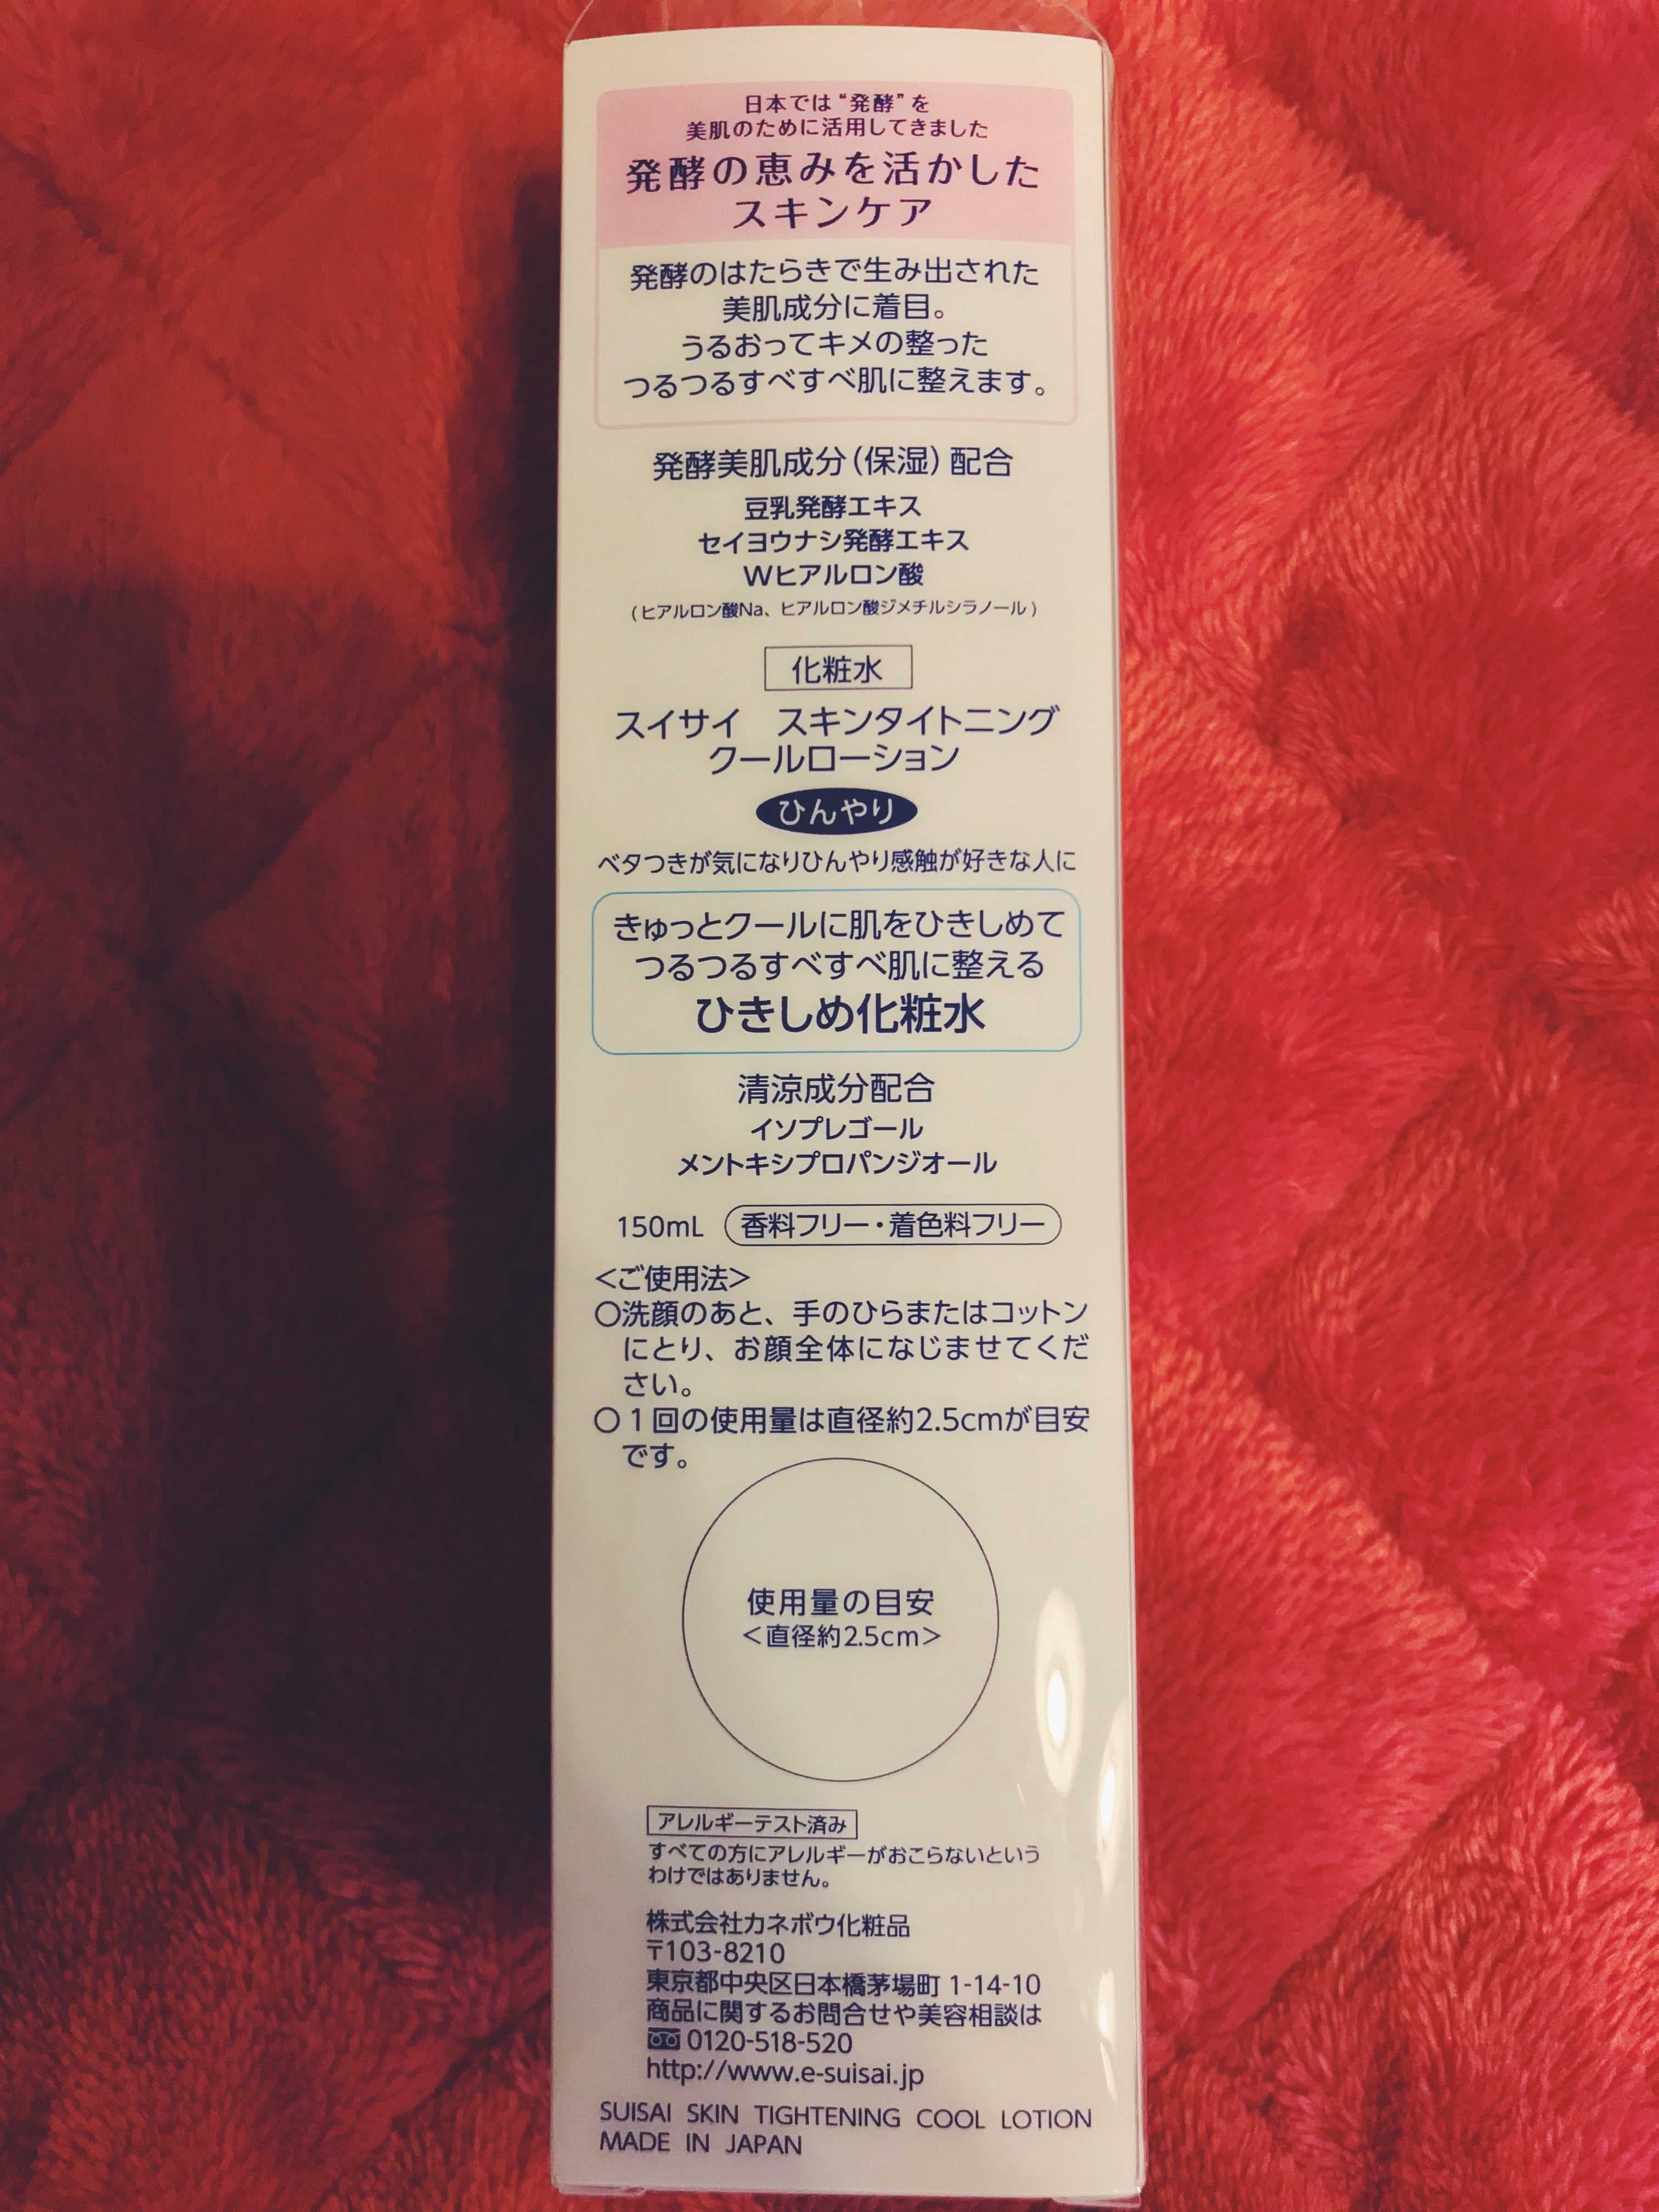 日本では“発酵”を
美肌のために活用してきました
発酵の恵みを活かした
スキンケア
発酵のはたらきで生み出された
美肌成分に着目。
うるおってキメの整った
つるつるすべすべ肌に整えます。
発酵美肌成分(保湿)配合
豆乳発酵エキス
セイヨウナシ発酵エキス
Wヒアルロン酸
(ヒアルロン酸Na、ヒアルロン酸ジメチルシラノール)
化粧水
スイサイ　スキンタイトニング
クールローション
ひんやり
ベタつきが気になりひんやり感触が好きな人に
きゅっとクールに肌をひきしめて
つるつるすべすべ肌に整える
ひきしめ化粧水
清涼成分配合
イソプレゴール
メントキシプロパンジオール
150mL 香料フリー・着色料フリー
<ご使用法>
○洗顔のあと、手のひらまたはコットン
にとり、お顔全体になじませてくだ
さい。
○1回の使用量は直径約2.5cmが目安
です。
使用量の目安
<直径約2.5cm>
アレルギーテスト済み
すべての方にアレルギーがおこらないという
わけではありません。
株式会社カネボウ化粧品
〒103-8210
東京都中央区日本橋茅場町 1-14-10
商品に関するお問合せや美容相談は
0120-518-520
http://www.e-suisai.jp
SUISAI SKIN TIGHTENING COOL LOTION
MADE IN JAPAN